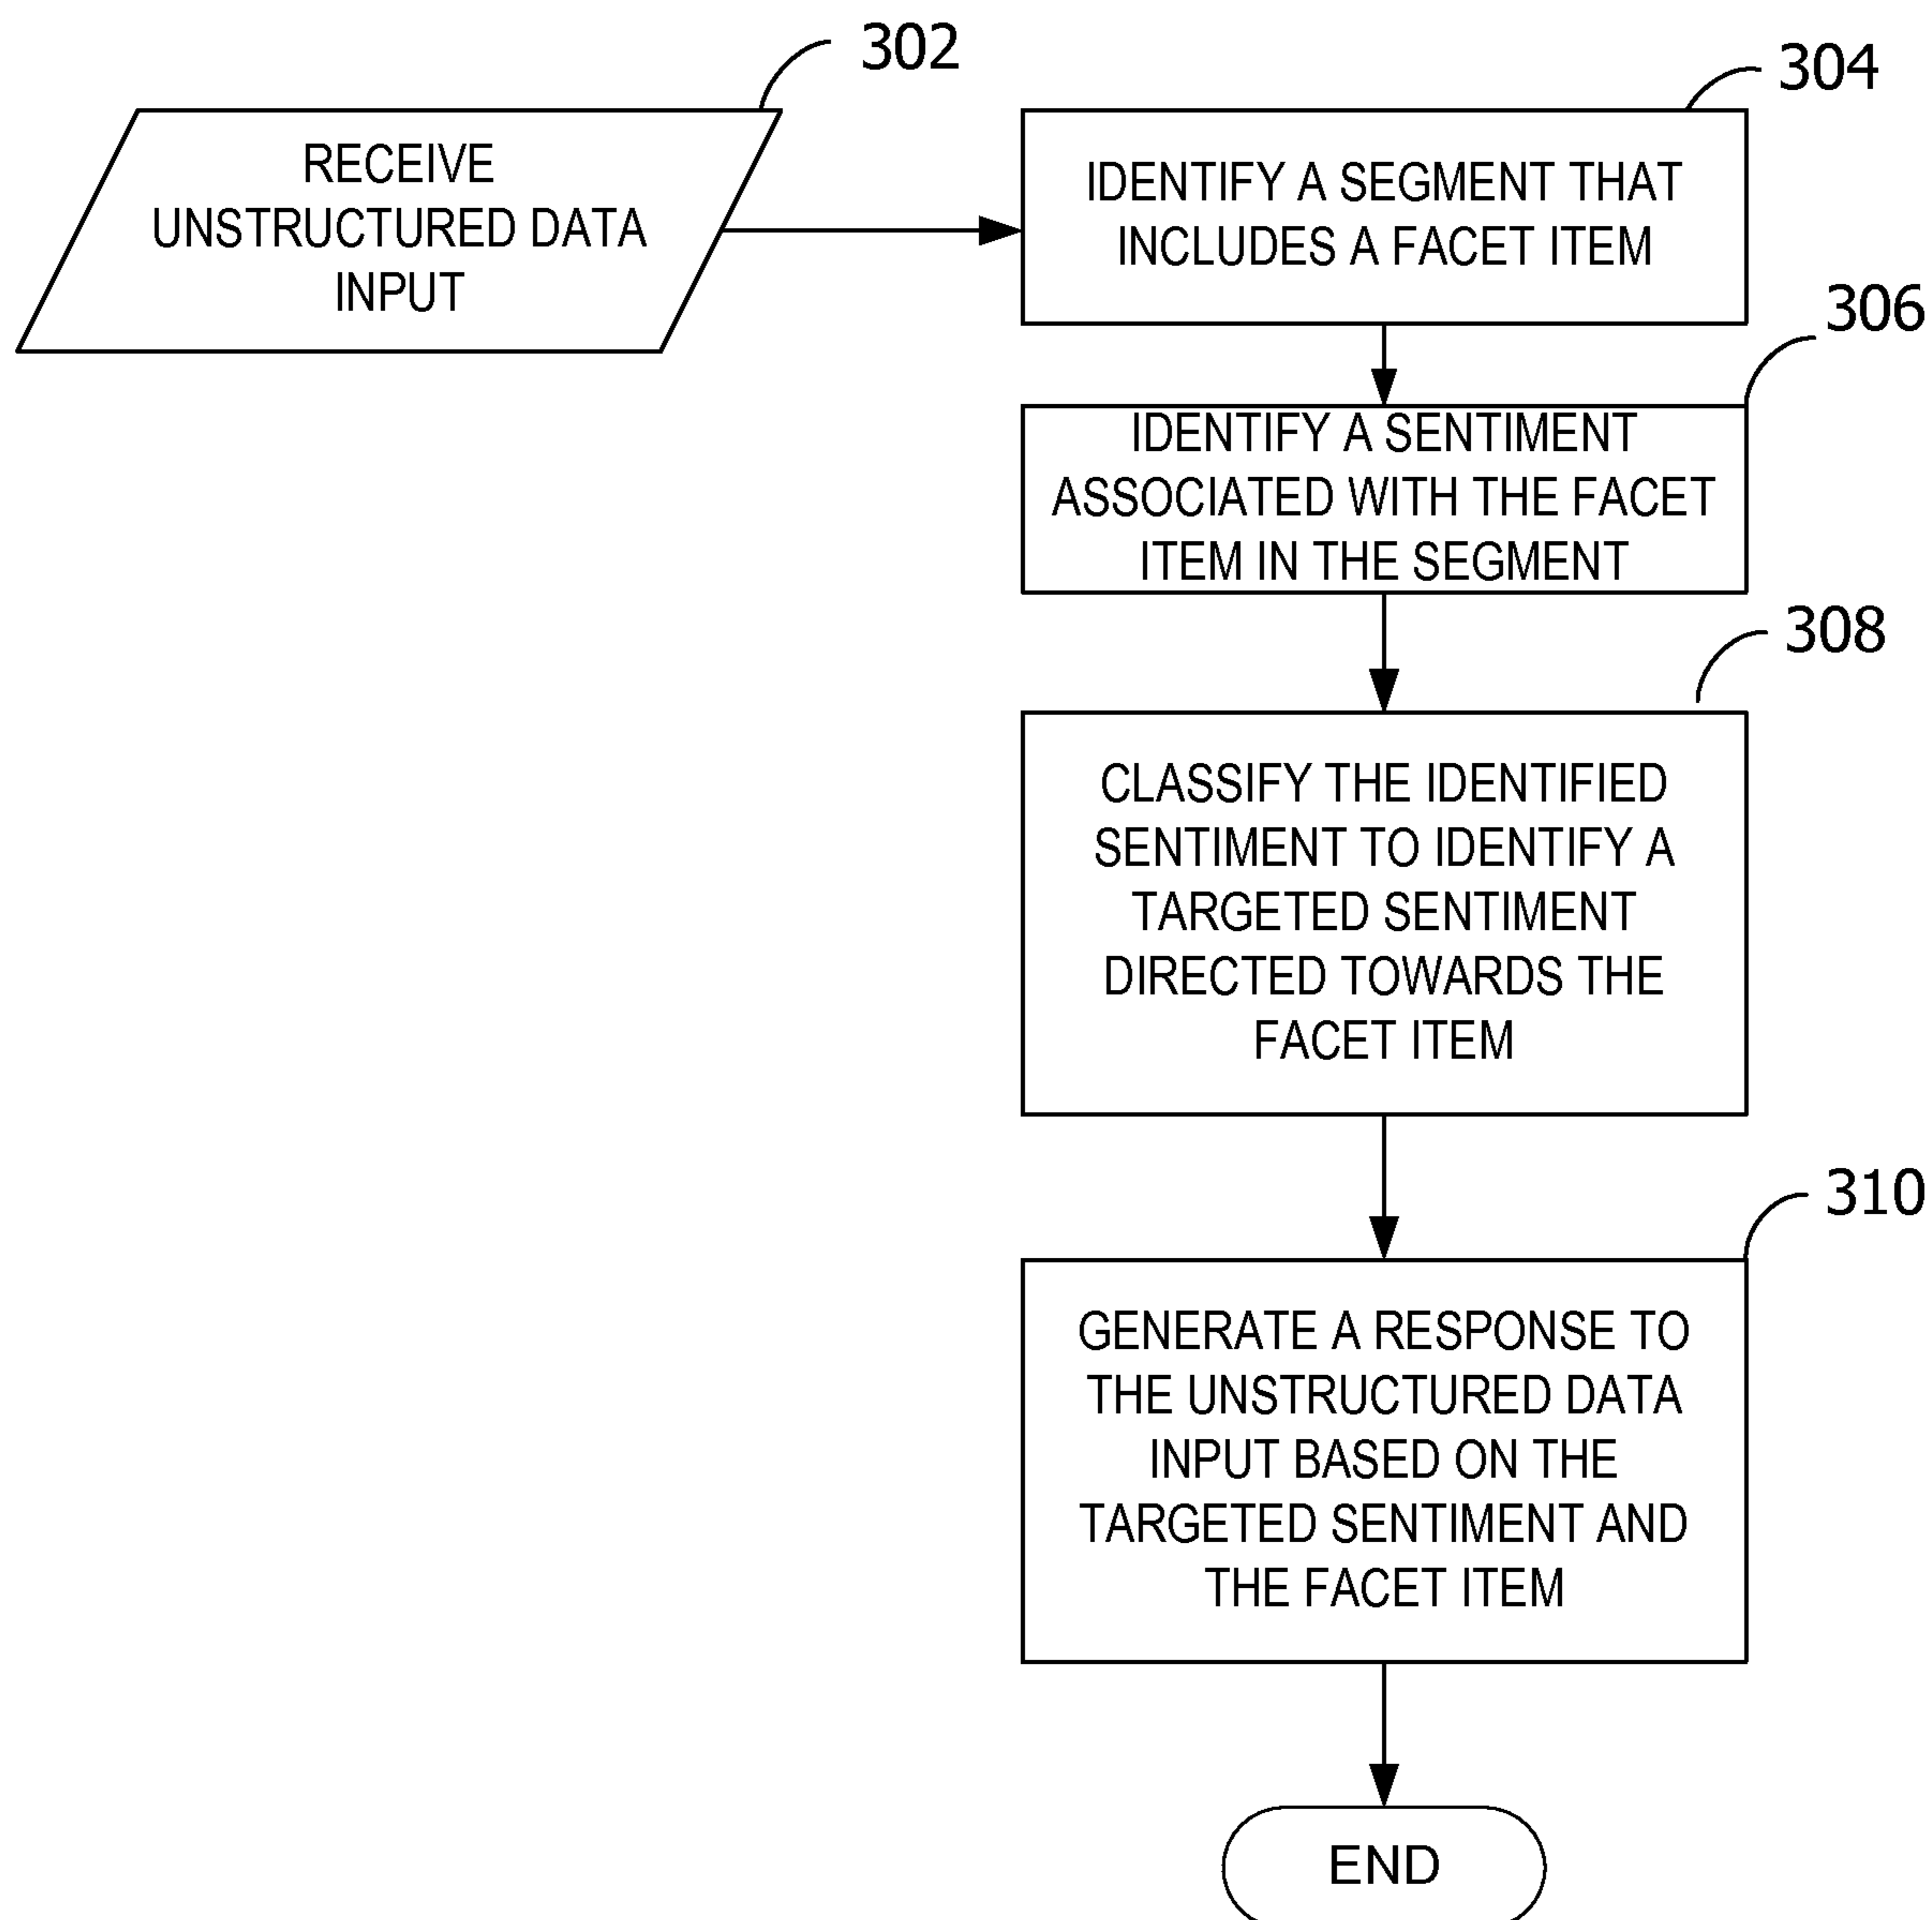 302
RECEIVE
UNSTRUCTURED DATA
INPUT
304
IDENTIFY A SEGMENT THAT
INCLUDES A FACET ITEM
306
IDENTIFY A SENTIMENT
ASSOCIATED WITH THE FACET
ITEM IN THE SEGMENT
308
CLASSIFY THE IDENTIFIED
SENTIMENT TO IDENTIFY A
TARGETED SENTIMENT
DIRECTED TOWARDS THE
FACET ITEM
310
GENERATE A RESPONSE TO
THE UNSTRUCTURED DATA
INPUT BASED ON THE
TARGETED SENTIMENT AND
THE FACET ITEM
END